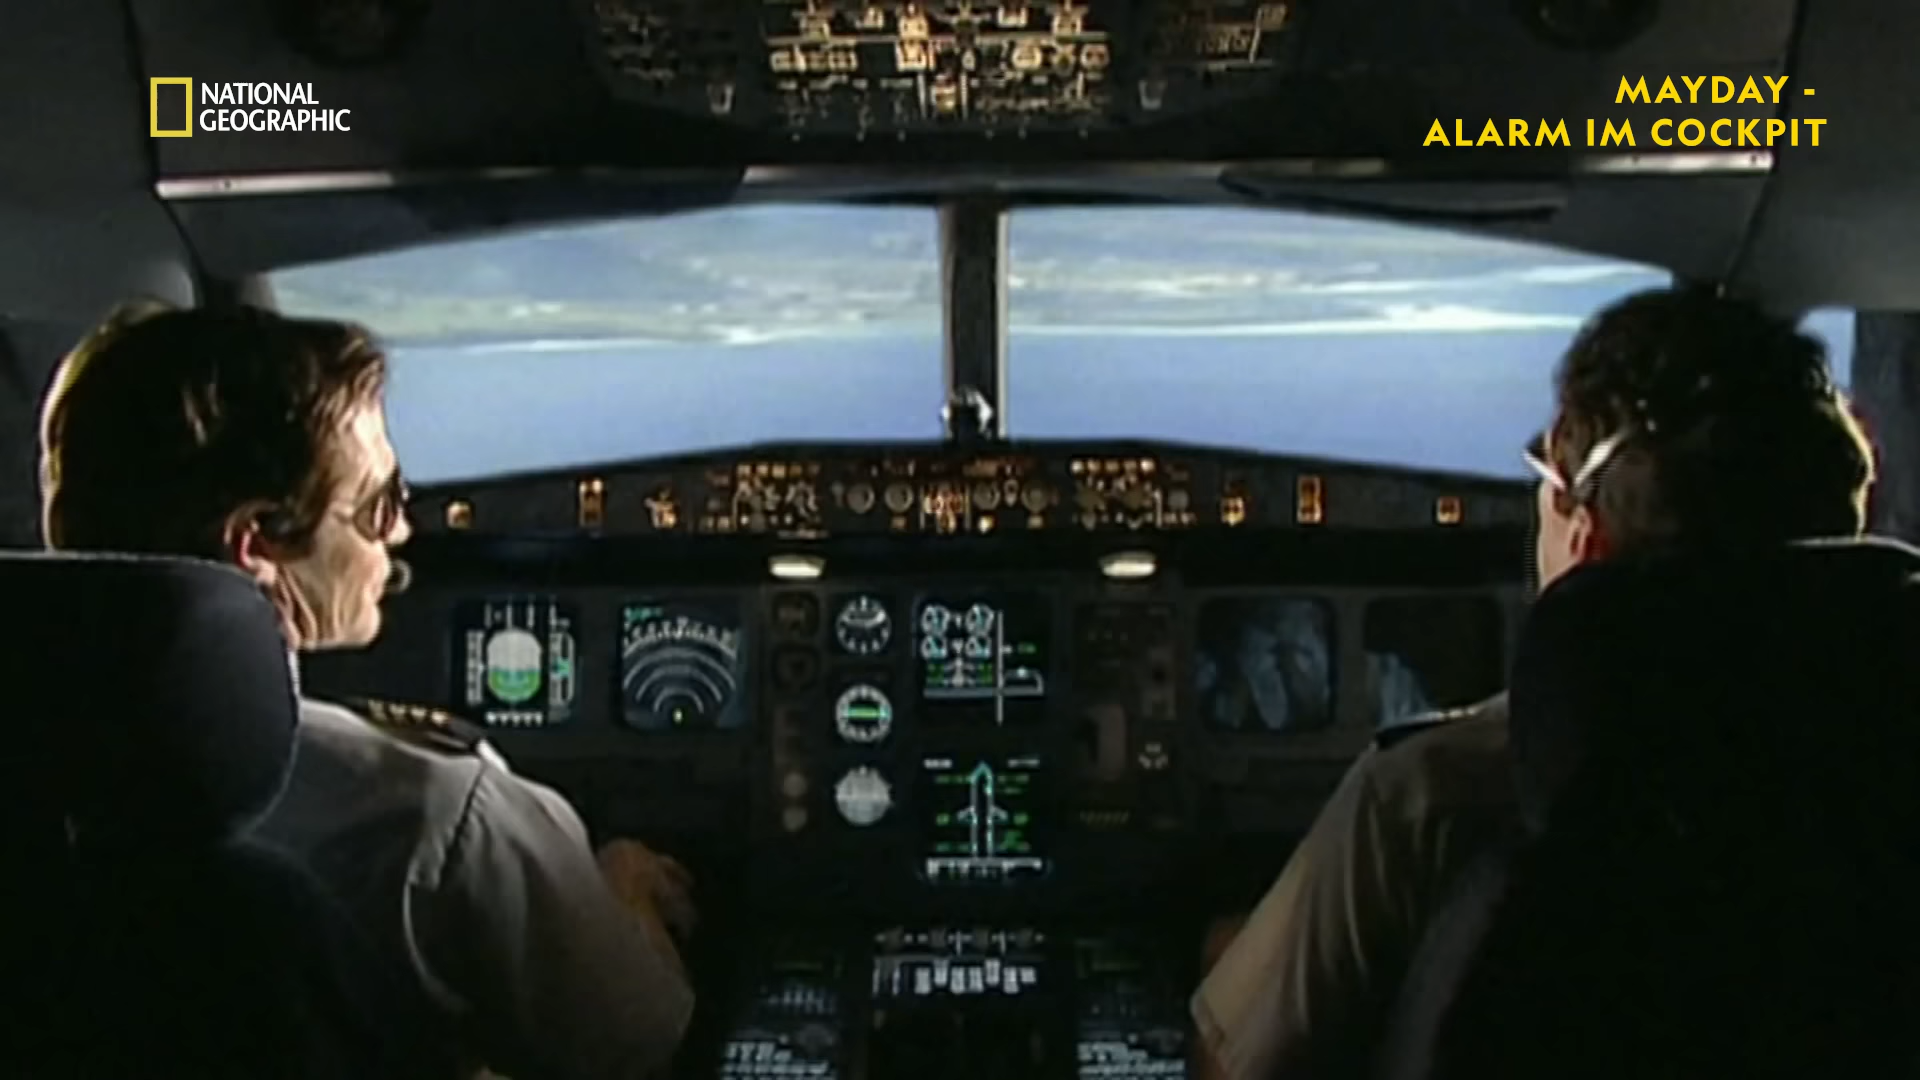 NATIONAL
GEOGRAPHIC
MAYDAY -
ALARM IM COCKPIT